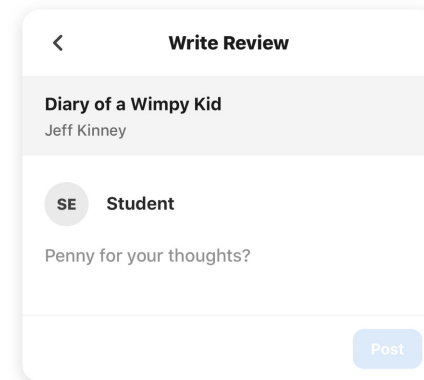 Write Review
Diary of a Wimpy Kid
Jeff Kinney
SE Student
Penny for your thoughts?
Post